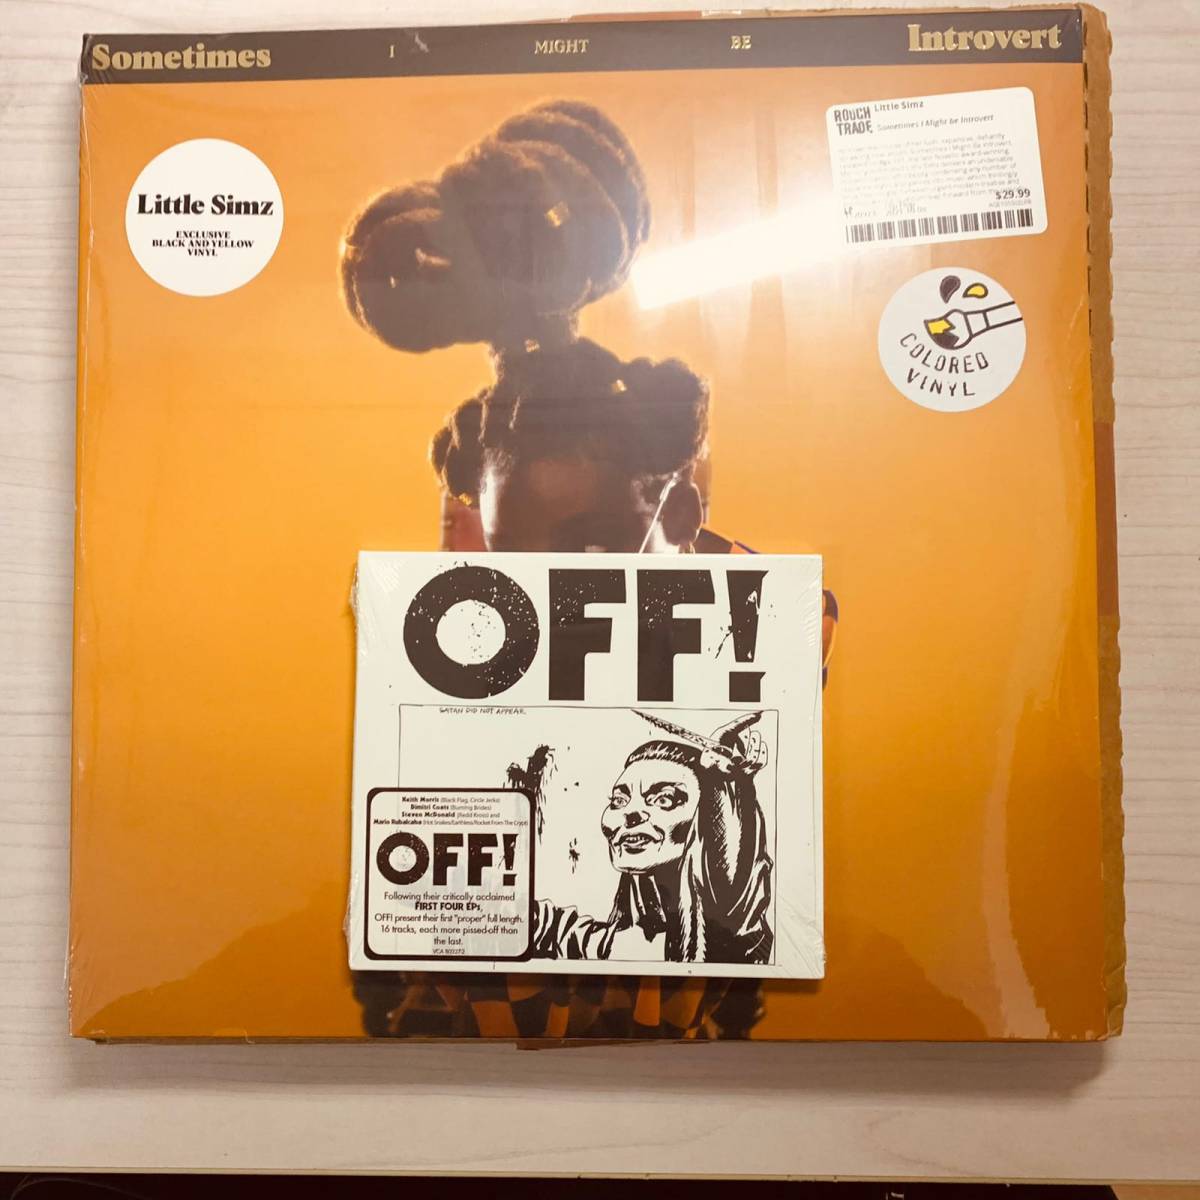 Sometimes I MIGHT BE Introvert
Little Simz
EXCLUSIVE
BLACK AND YELLOW
VINYL
ROUGH
TRADE
Little Simz
Sometimes I Might be Introvert
$29.99
COLORED
VINYL
OFF!
SATAN DID NOT APPEAR
Keith Morris (Black Flag, Circle Jerks)
Dimitri Coats (Burning Brides)
Steven McDonald (Redd Kross) and
Mario Rubalcaba (Hot Snakes/Earthless/Rocket From The Crypt)
OFF!
Following their critically acclaimed
FIRST FOUR EPs,
OFF! present their first "proper" full length.
16 tracks, each more pissed-off than
the last.